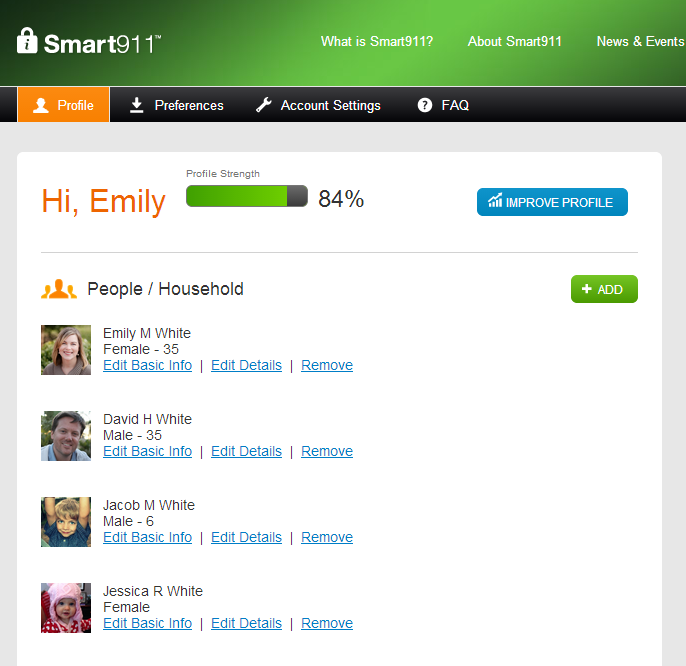 Smart911™
What is Smart911? About Smart911 News & Events
Profile Preferences Account Settings ? FAQ
Profile Strength
Hi, Emily 84% IMPROVE PROFILE
People / Household + ADD
Emily M White
Female - 35
Edit Basic Info | Edit Details | Remove
David H White
Male - 35
Edit Basic Info | Edit Details | Remove
Jacob M White
Male - 6
Edit Basic Info | Edit Details | Remove
Jessica R White
Female
Edit Basic Info | Edit Details | Remove